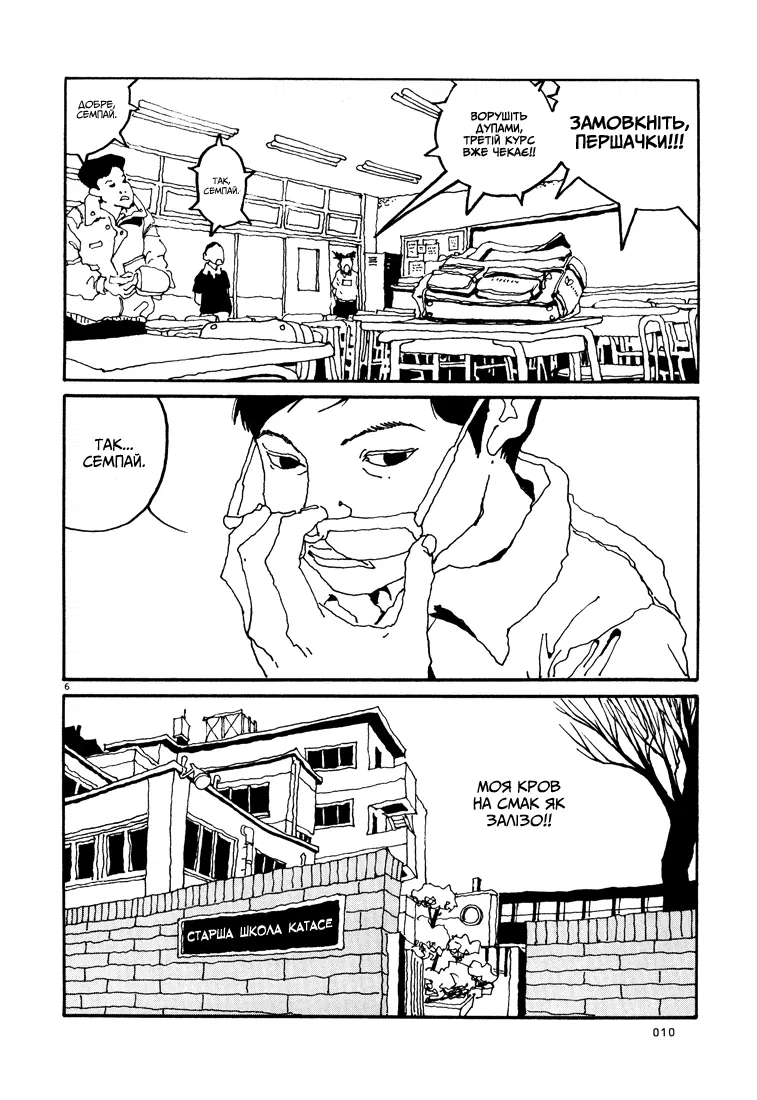 ДОБРЕ,
СЕМПАЙ.
ТАК,
СЕМПАЙ.
ВОРУШІТЬ
ДУПАМИ,
ТРЕТІЙ КУРС
ВЖЕ ЧЕКАЄ!!
ЗАМОВКНІТЬ,
ПЕРШАЧКИ!!!
ТАК...
СЕМПАЙ.
6
МОЯ КРОВ
НА СМАК ЯК
ЗАЛІЗО!!
СТАРША ШКОЛА КАТАСЕ
010